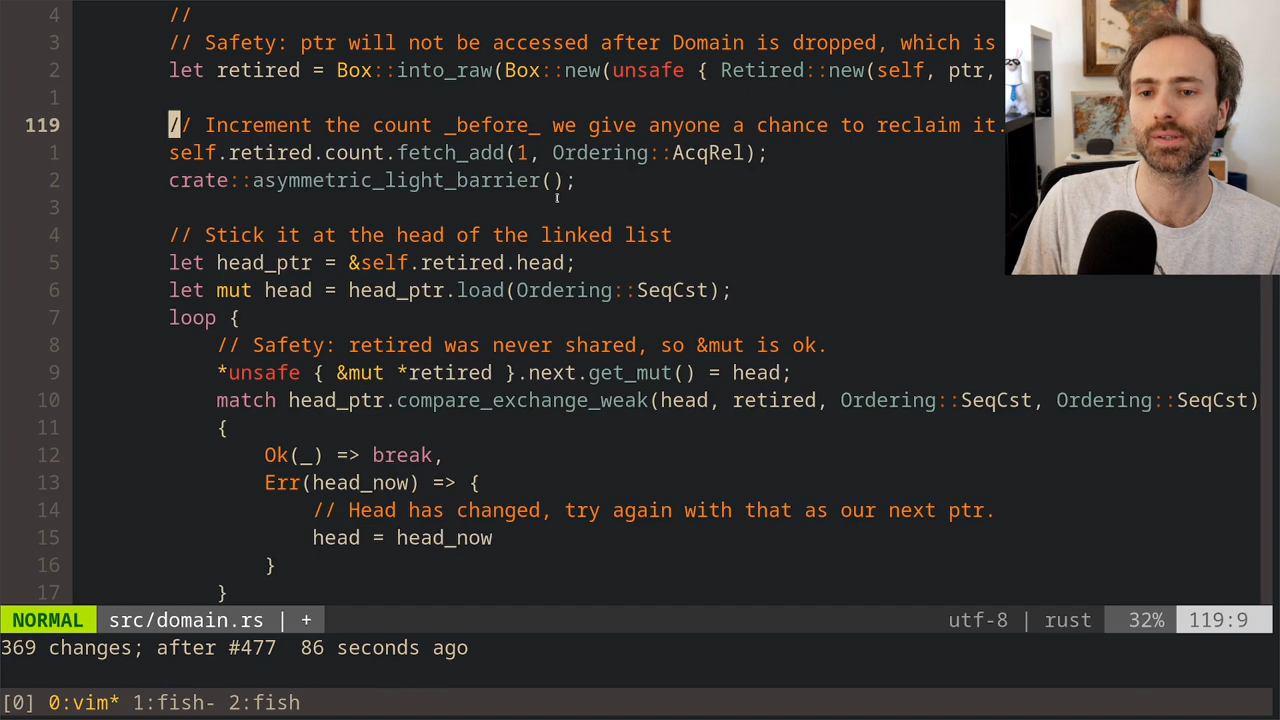 4 //
3 // Safety: ptr will not be accessed after Domain is dropped, which is
2 let retired = Box::into_raw(Box::new(unsafe { Retired::new(self, ptr,
1
119 // Increment the count _before_ we give anyone a chance to reclaim it.
1 self.retired.count.fetch_add(1, Ordering::AcqRel);
2 crate::asymmetric_light_barrier();
3
4 // Stick it at the head of the linked list
5 let head_ptr = &self.retired.head;
6 let mut head = head_ptr.load(Ordering::SeqCst);
7 loop {
8 // Safety: retired was never shared, so &mut is ok.
9 *unsafe { &mut *retired }.next.get_mut() = head;
10 match head_ptr.compare_exchange_weak(head, retired, Ordering::SeqCst, Ordering::SeqCst)
11 {
12 Ok(_) => break,
13 Err(head_now) => {
14 // Head has changed, try again with that as our next ptr.
15 head = head_now
16 }
17 }
NORMAL src/domain.rs | + utf-8 | rust 32% 119:9
369 changes; after #477 86 seconds ago
[0] 0:vim* 1:fish- 2:fish